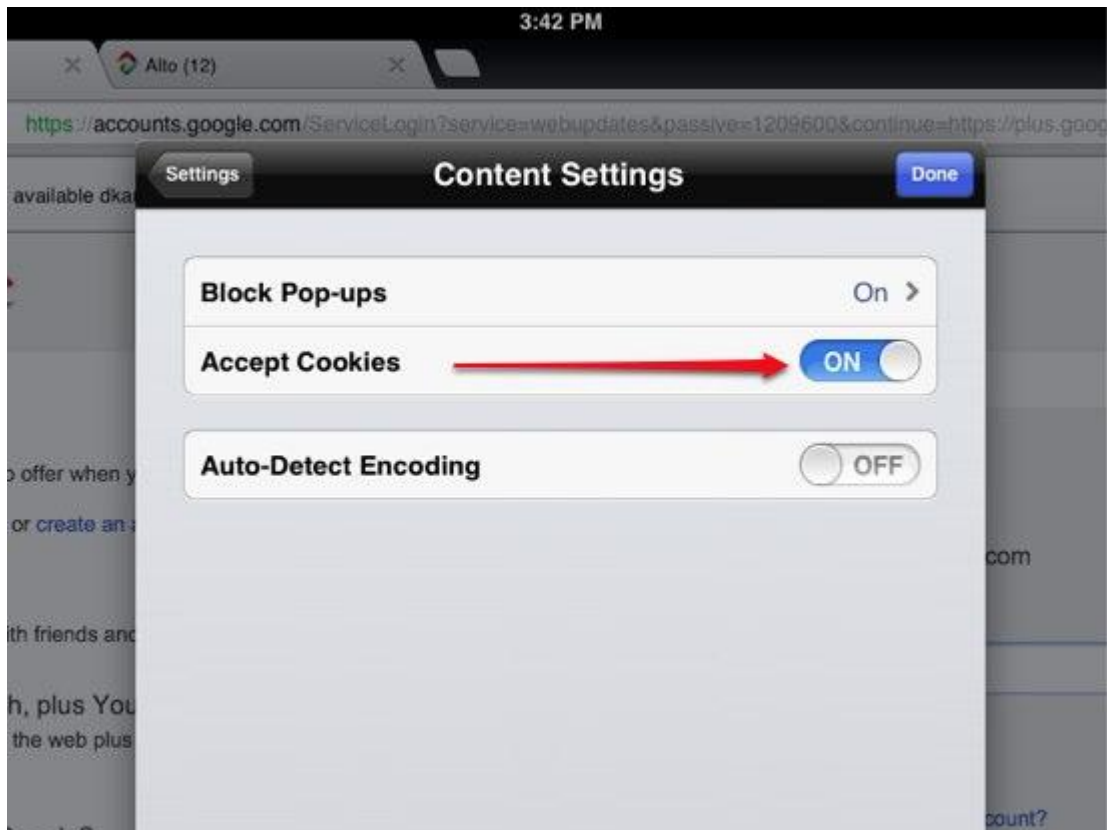 3:42 PM
Alto (12)
https://accounts.google.com/ServiceLogin?service=webupdates&passive=1209600&continue=https://plus.goog
available dka
Settings
Content Settings
Done
Block Pop-ups
On
Accept Cookies
ON
Auto-Detect Encoding
OFF
o offer when y
or create an a
com
ith friends and
h, plus You
the web plus
count?